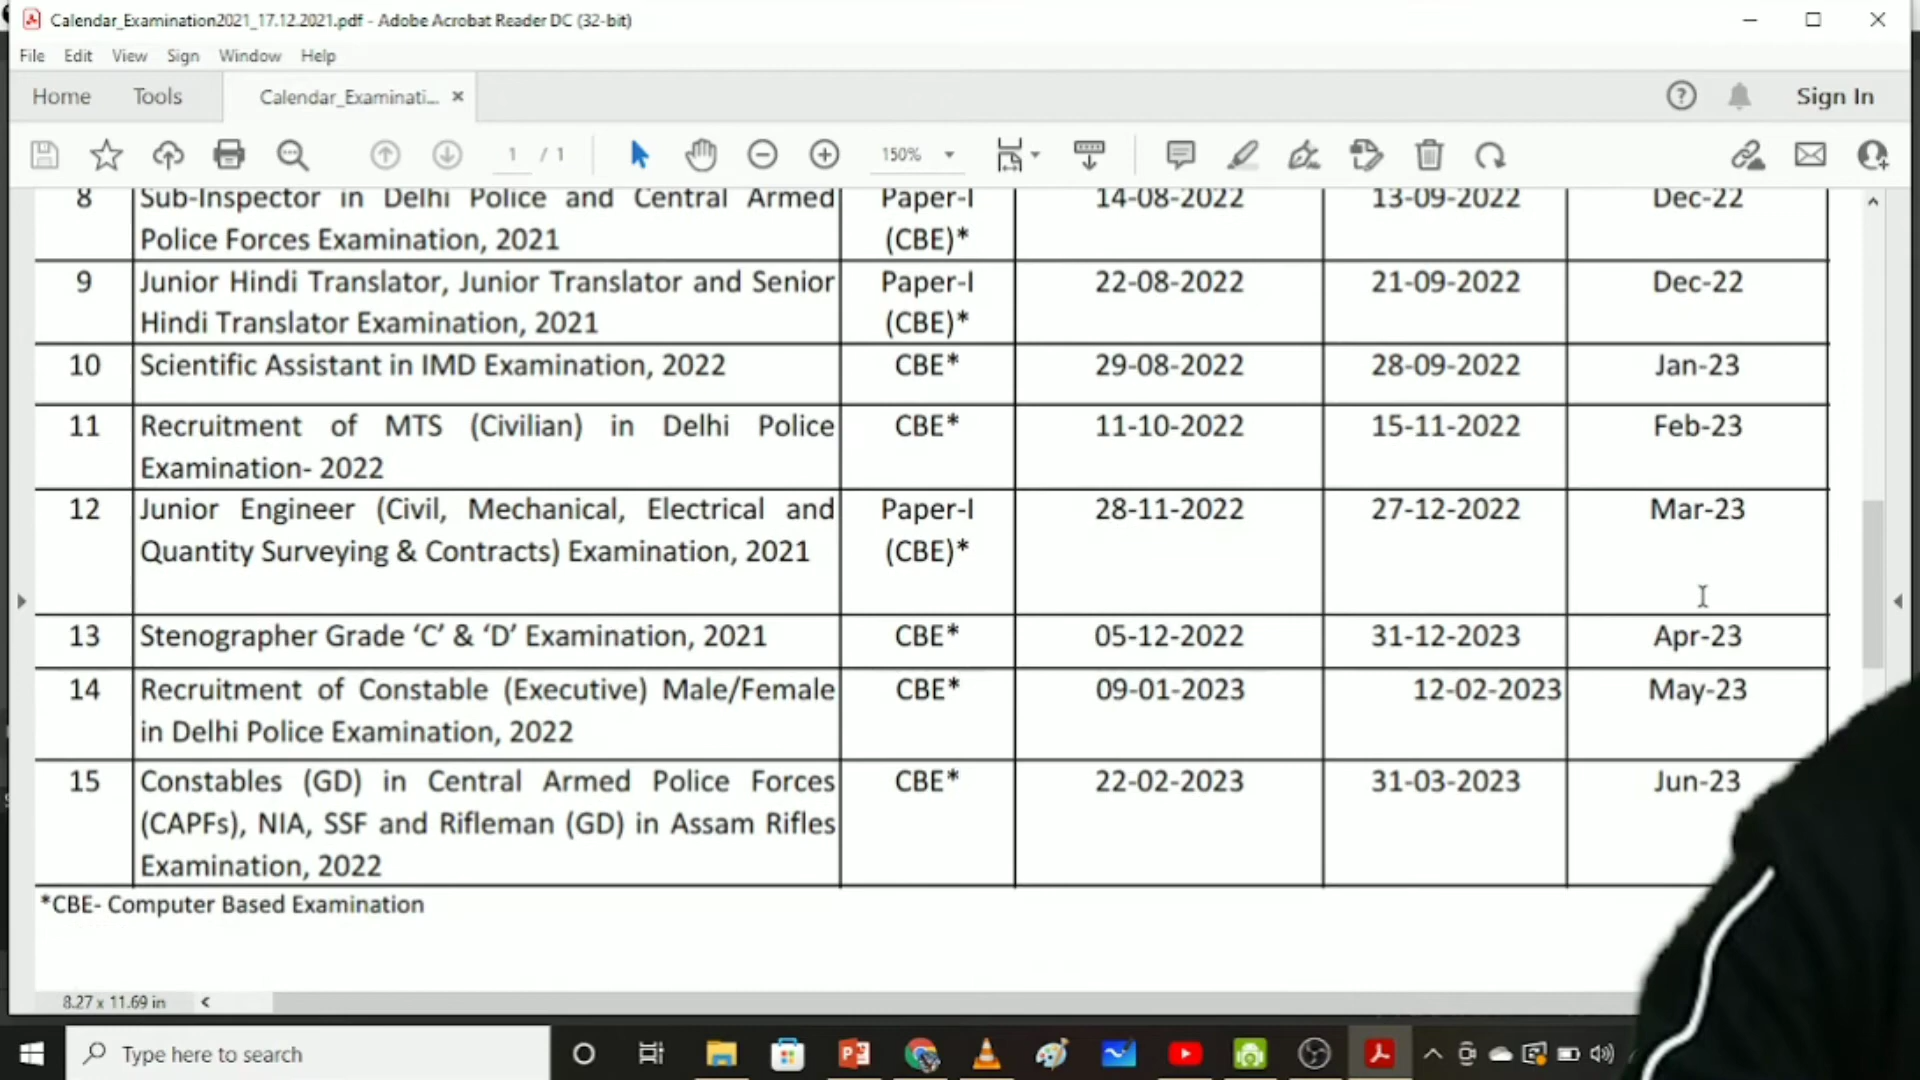 Calendar_Examination2021_17.12.2021.pdf - Adobe Acrobat Reader DC (32-bit)
File Edit View Sign Window Help
Home Tools Calendar_Examinati... × Sign In
1 / 1 150%
8 Sub-Inspector in Delhi Police and Central Armed Paper-I 14-08-2022 13-09-2022 Dec-22
Police Forces Examination, 2021 (CBE)*
9 Junior Hindi Translator, Junior Translator and Senior Paper-I 22-08-2022 21-09-2022 Dec-22
Hindi Translator Examination, 2021 (CBE)*
10 Scientific Assistant in IMD Examination, 2022 CBE* 29-08-2022 28-09-2022 Jan-23
11 Recruitment of MTS (Civilian) in Delhi Police CBE* 11-10-2022 15-11-2022 Feb-23
Examination- 2022
12 Junior Engineer (Civil, Mechanical, Electrical and Paper-I 28-11-2022 27-12-2022 Mar-23
Quantity Surveying & Contracts) Examination, 2021 (CBE)*
13 Stenographer Grade ‘C’ & ‘D’ Examination, 2021 CBE* 05-12-2022 31-12-2023 Apr-23
14 Recruitment of Constable (Executive) Male/Female CBE* 09-01-2023 12-02-2023 May-23
in Delhi Police Examination, 2022
15 Constables (GD) in Central Armed Police Forces CBE* 22-02-2023 31-03-2023 Jun-23
(CAPFs), NIA, SSF and Rifleman (GD) in Assam Rifles
Examination, 2022
*CBE- Computer Based Examination
8.27 x 11.69 in
Type here to search